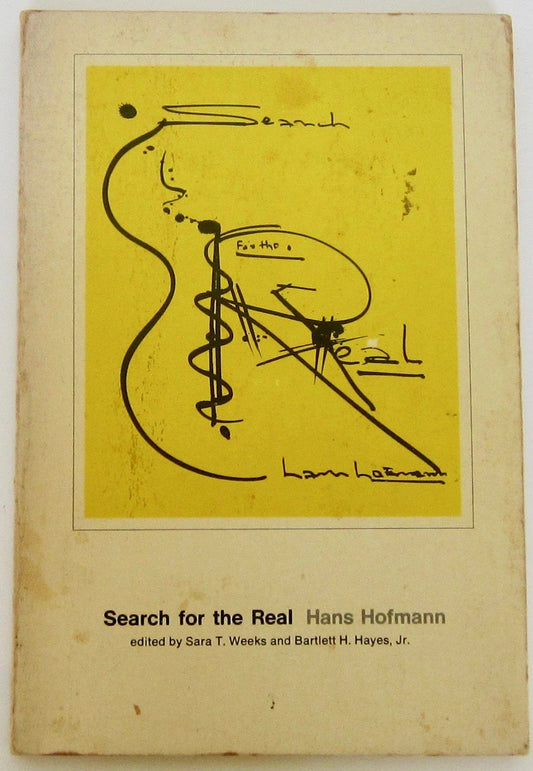 Search
For the
Real
hans hofmann
Search for the Real Hans Hofmann
edited by Sara T. Weeks and Bartlett H. Hayes, Jr.